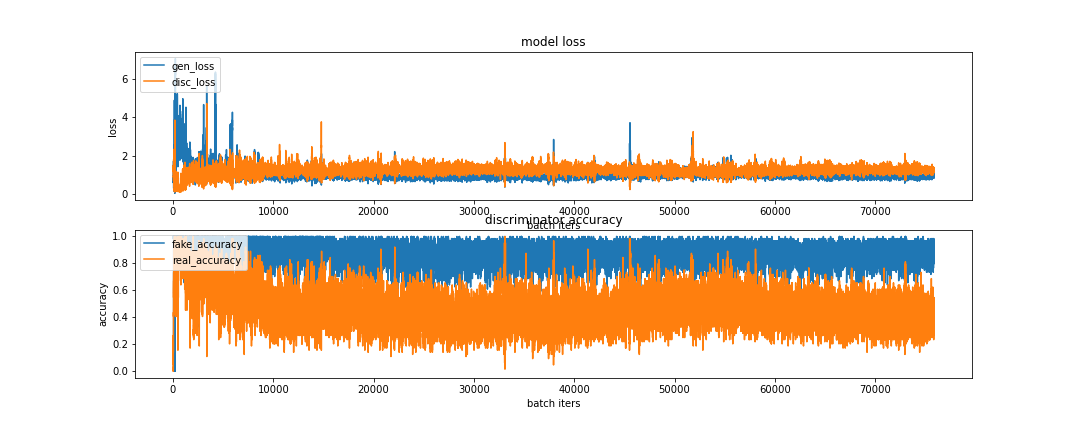 model loss
gen_loss
disc_loss
loss
6
4
2
0
0 10000 20000 30000 40000 50000 60000 70000
batch iters
discriminator accuracy
fake_accuracy
real_accuracy
accuracy
1.0
0.8
0.6
0.4
0.2
0.0
0 10000 20000 30000 40000 50000 60000 70000
batch iters